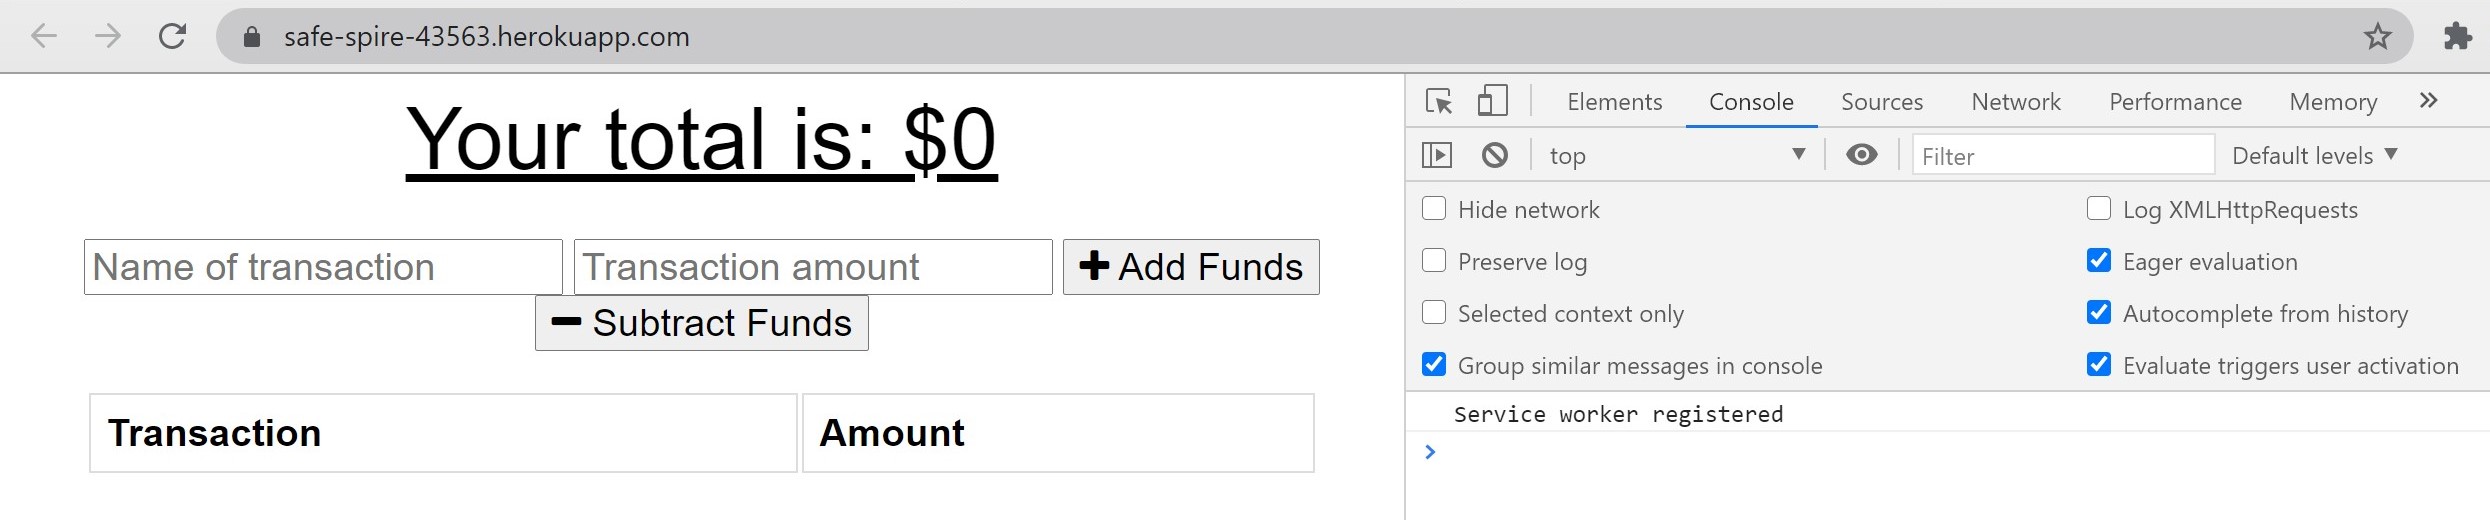 safe-spire-43563.herokuapp.com
Your total is: $0
Name of transaction
Transaction amount
Add Funds
Subtract Funds
Transaction
Amount
Elements
Console
Sources
Network
Performance
Memory
top
Filter
Default levels
Hide network
Log XMLHttpRequests
Preserve log
Eager evaluation
Selected context only
Autocomplete from history
Group similar messages in console
Evaluate triggers user activation
Service worker registered